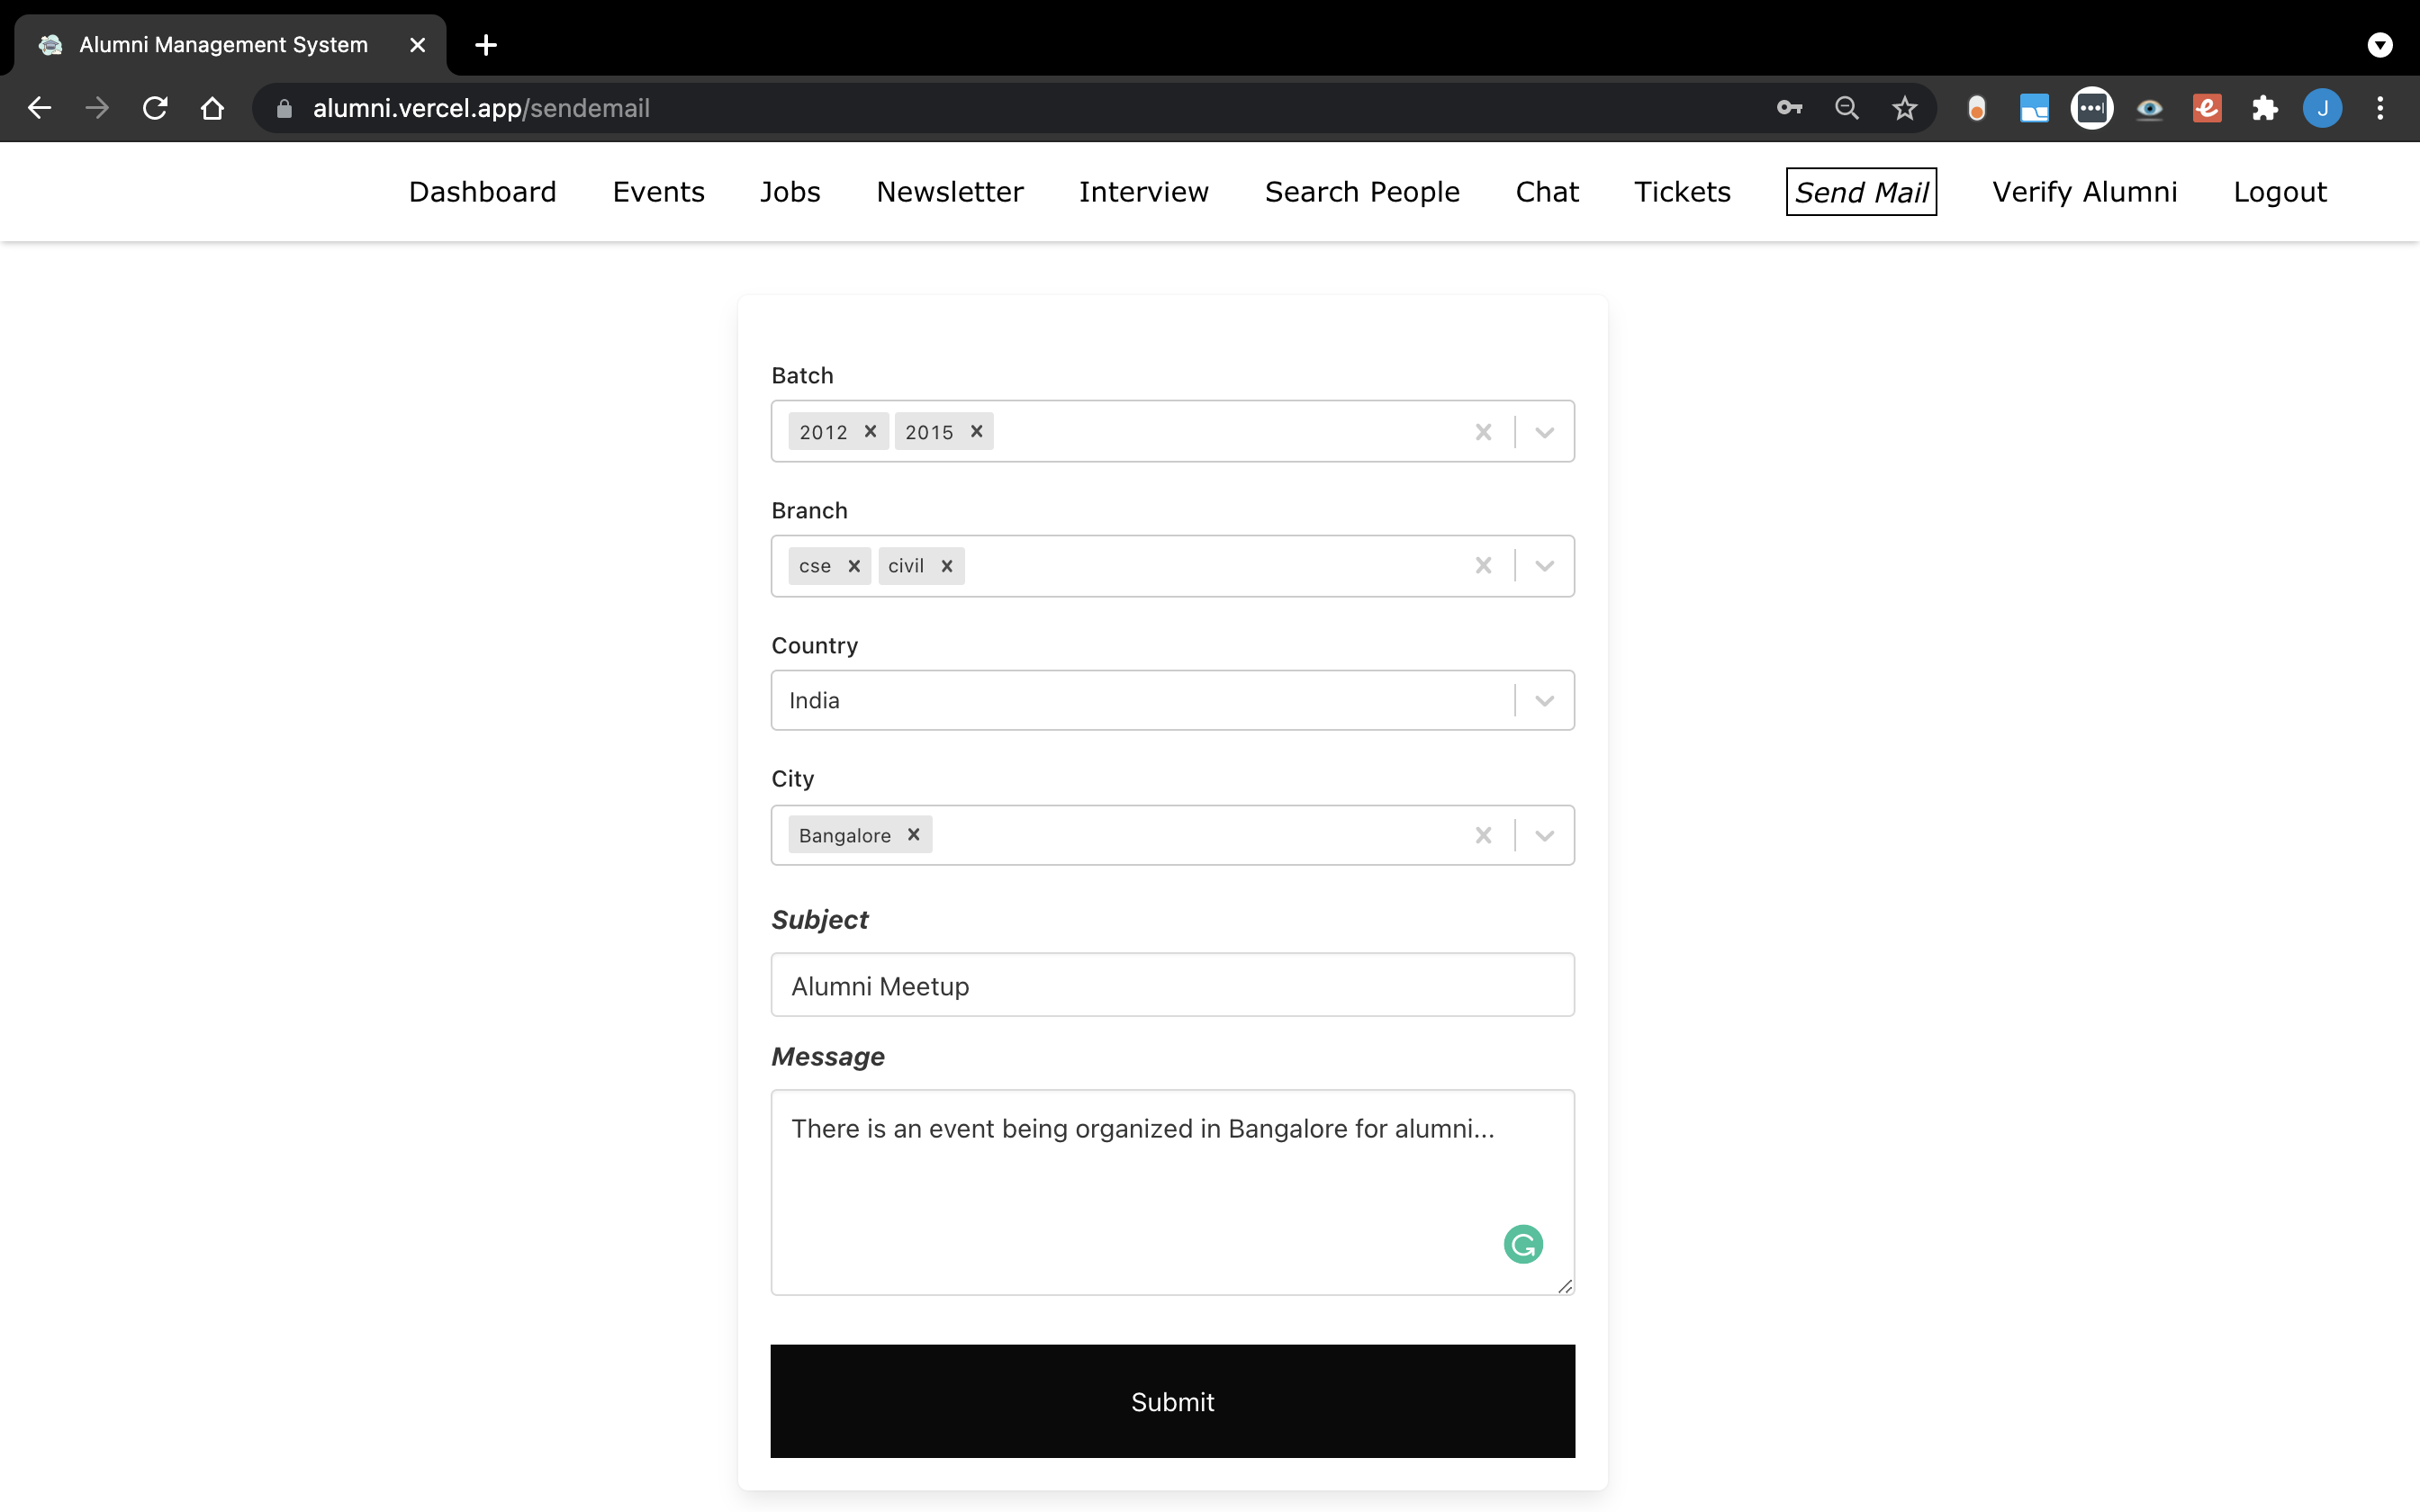 Alumni Management System
alumni.vercel.app/sendemail
J
Dashboard Events Jobs Newsletter Interview Search People Chat Tickets Send Mail Verify Alumni Logout
Batch
2012 2015
Branch
cse civil
Country
India
City
Bangalore
Subject
Alumni Meetup
Message
There is an event being organized in Bangalore for alumni...
Submit